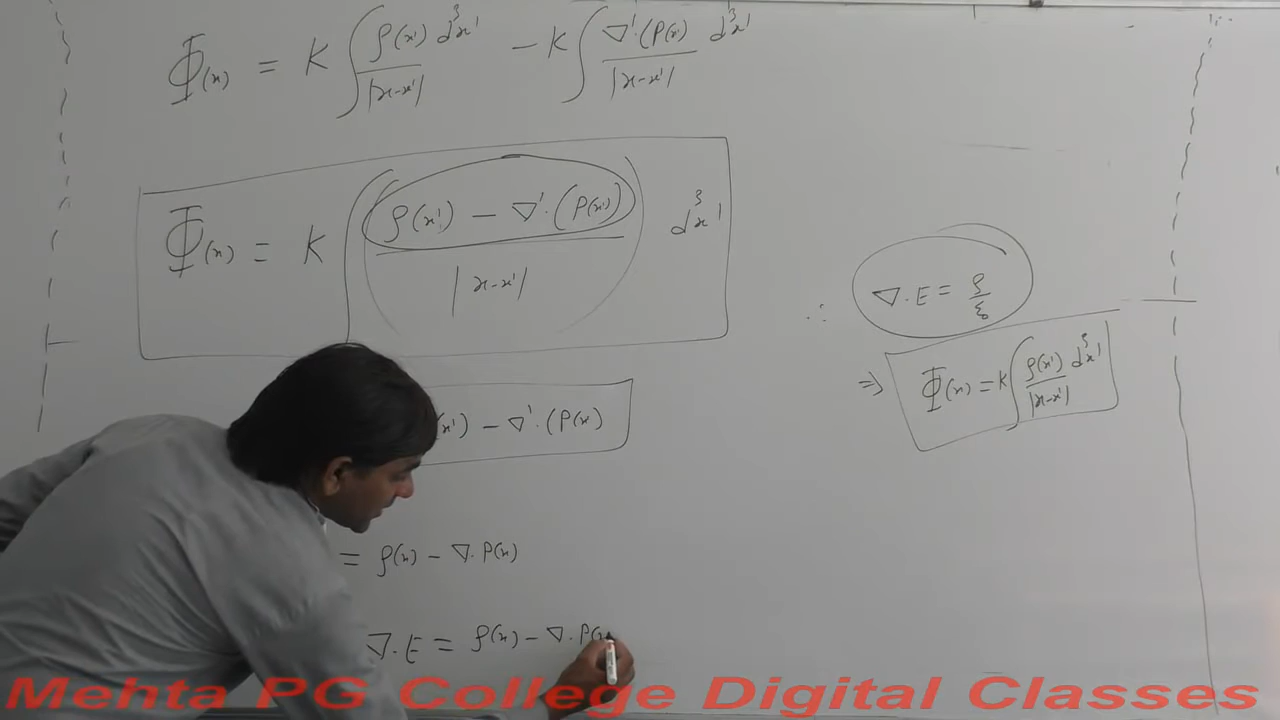 Φ(x) = K ∫ ρ(x') d³x' / |x-x'| - K ∫ ∇'·(P(x')) d³x' / |x-x'|
Φ(x) = K ∫ ( ρ(x') - ∇'·(P(x')) / |x-x'| ) d³x'
∴ ∇·E = ρ/ε₀
⇒ Φ(x) = K ∫ ρ(x') d³x' / |x-x'|
x') - ∇'·(P(x)
= ρ(x) - ∇·P(x)
∇·E = ρ(x) - ∇·P(x
Mehta PG College Digital Classes